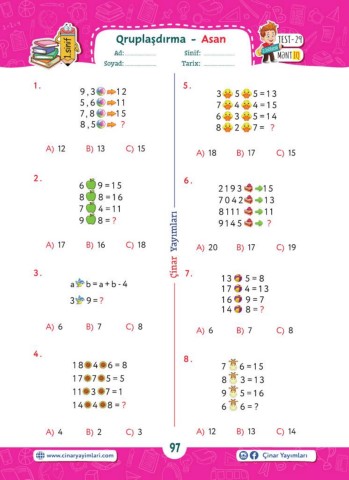 1.sinif
Qruplaşdırma - Asan
TEST-29
MƏNTİQ
Ad: ............... Sinif: ...............
Soyad: ............... Tarix: ...............
1.
9,3 12
5,6 11
7,8 15
8,5 ?
A) 12 B) 13 C) 15
2.
6 9 = 15
8 8 = 16
7 4 = 11
9 8 = ?
A) 17 B) 16 C) 18
3.
a b = a + b - 4
3 9 = ?
A) 6 B) 7 C) 8
4.
18 4 6 = 8
17 7 5 = 5
11 3 7 = 1
14 4 8 = ?
A) 4 B) 2 C) 3
Çinar Yayımları
5.
3 5 5 = 13
7 4 4 = 15
6 3 5 = 14
8 2 7 = ?
A) 18 B) 17 C) 15
6.
2193 15
7042 13
8111 11
9145 ?
A) 20 B) 17 C) 19
7.
13 5 = 8
17 4 = 13
16 9 = 7
14 8 = ?
A) 6 B) 7 C) 8
8.
7 6 = 15
8 3 = 13
9 5 = 16
6 6 = ?
A) 12 B) 13 C) 14
www.cinaryayimlari.com
97
Çinar Yayımları